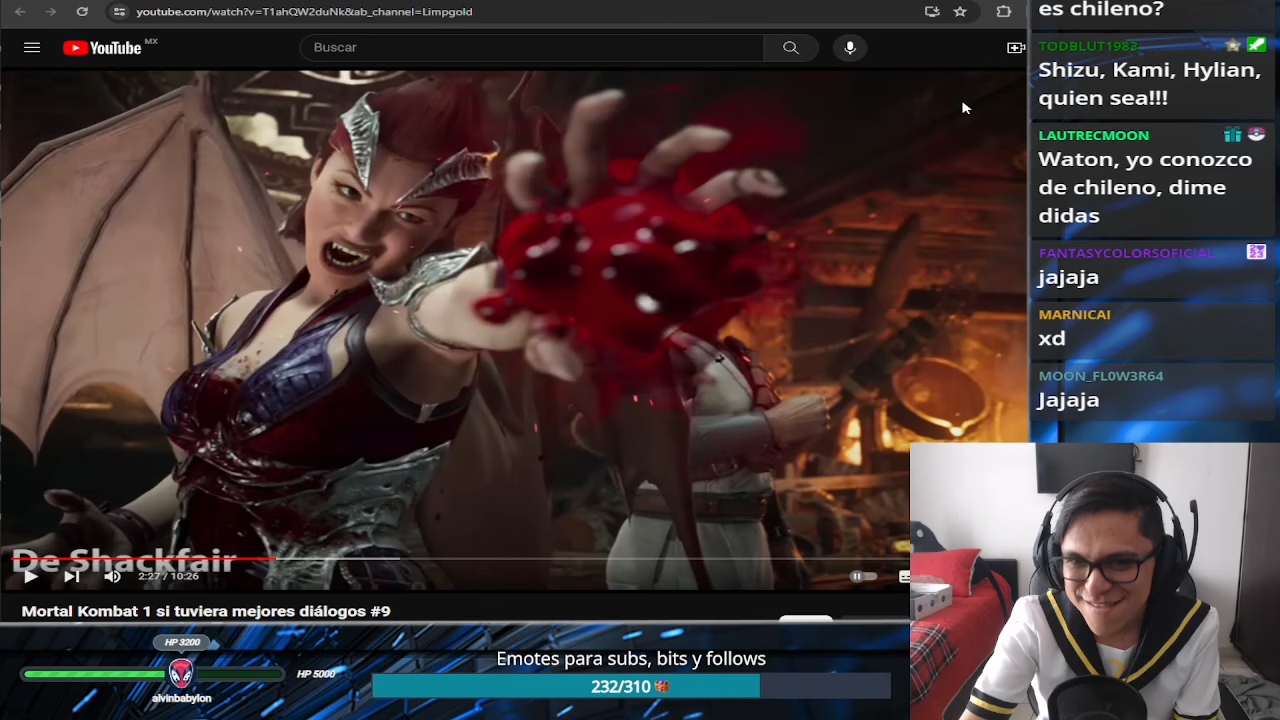 youtube.com/watch?v=T1ahQW2duNk&ab_channel=Limpgold
YouTube MX
Buscar
De Shackfair
2:27 / 10:26
Mortal Kombat 1 si tuviera mejores diálogos #9
es chileno?
TODBLUT1983
Shizu, Kami, Hylian,
quien sea!!!
LAUTRECMOON
Waton, yo conozco
de chileno, dime
didas
FANTASYCOLORSOFICIAL
jajaja
MARNICAI
xd
MOON_FL0W3R64
Jajaja
HP 3200
HP 5000
alvinbabylon
Emotes para subs, bits y follows
232/310